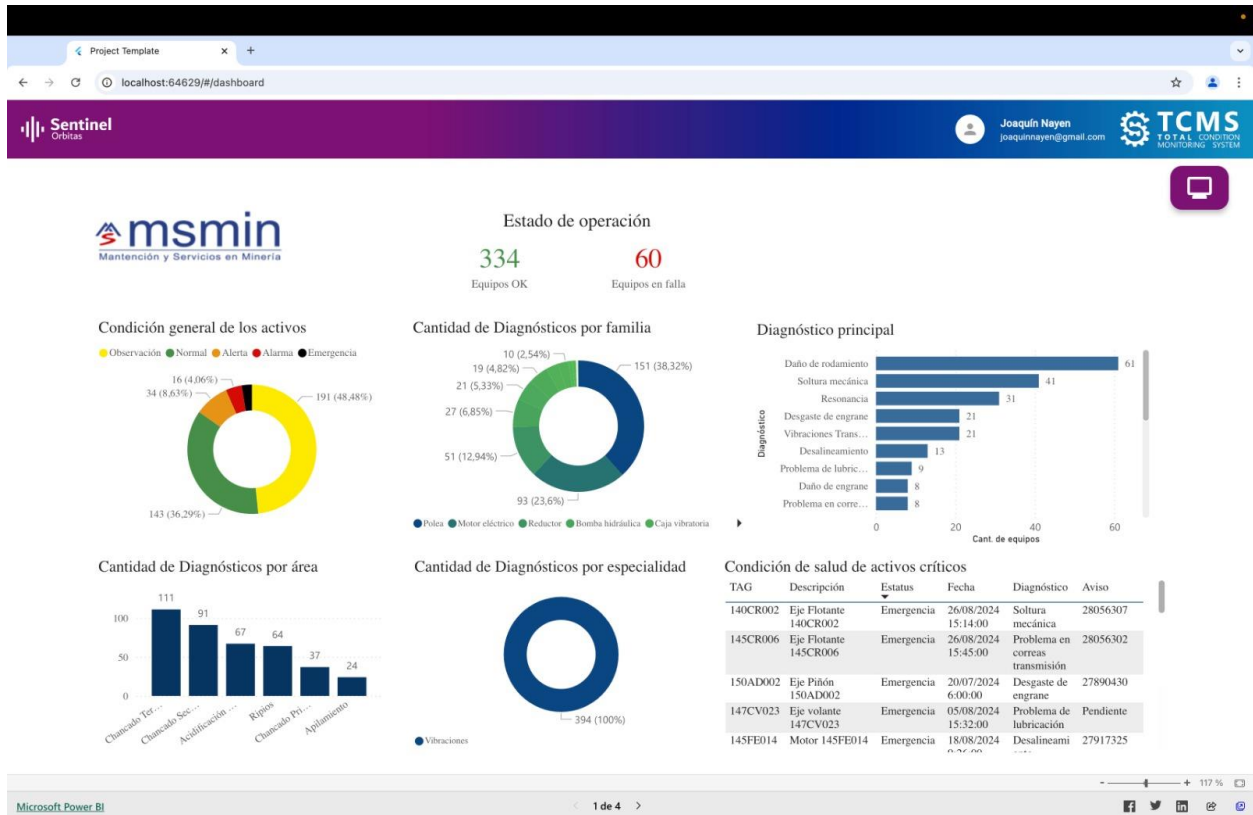 Project Template
localhost:64629/#/dashboard
Sentinel
Orbitas
Joaquín Nayen
joaquinnayen@gmail.com
TCMS
TOTAL CONDITION
MONITORING SYSTEM
msmin
Mantención y Servicios en Minería
Estado de operación
334
60
Equipos OK
Equipos en falla
Condición general de los activos
Observación Normal Alerta Alarma Emergencia
16 (4,06%)
34 (8,63%)
191 (48,48%)
143 (36,29%)
Cantidad de Diagnósticos por familia
10 (2,54%)
19 (4,82%)
151 (38,32%)
21 (5,33%)
27 (6,85%)
51 (12,94%)
93 (23,6%)
Polea Motor eléctrico Reductor Bomba hidráulica Caja vibratoria
Diagnóstico principal
Diagnóstico
Daño de rodamiento 61
Soltura mecánica 41
Resonancia 31
Desgaste de engrane 21
Vibraciones Trans... 21
Desalineamiento 13
Problema de lubric... 9
Daño de engrane 8
Problema en corre... 8
0 20 40 60
Cant. de equipos
Cantidad de Diagnósticos por área
111
91
67
64
37
24
100
50
0
Chancado Ter...
Chancado Sec...
Acidificación ...
Ripios
Chancado Pri...
Apilamiento
Cantidad de Diagnósticos por especialidad
394 (100%)
Vibraciones
Condición de salud de activos críticos
TAG Descripción Estatus Fecha Diagnóstico Aviso
140CR002 Eje Flotante Emergencia 26/08/2024 Soltura 28056307
140CR002 15:14:00 mecánica
145CR006 Eje Flotante Emergencia 26/08/2024 Problema en 28056302
145CR006 15:45:00 correas
transmisión
150AD002 Eje Piñón Emergencia 20/07/2024 Desgaste de 27890430
150AD002 6:00:00 engrane
147CV023 Eje volante Emergencia 05/08/2024 Problema de Pendiente
147CV023 15:32:00 lubricación
145FE014 Motor 145FE014 Emergencia 18/08/2024 Desalineami 27917325
117 %
Microsoft Power BI
1 de 4